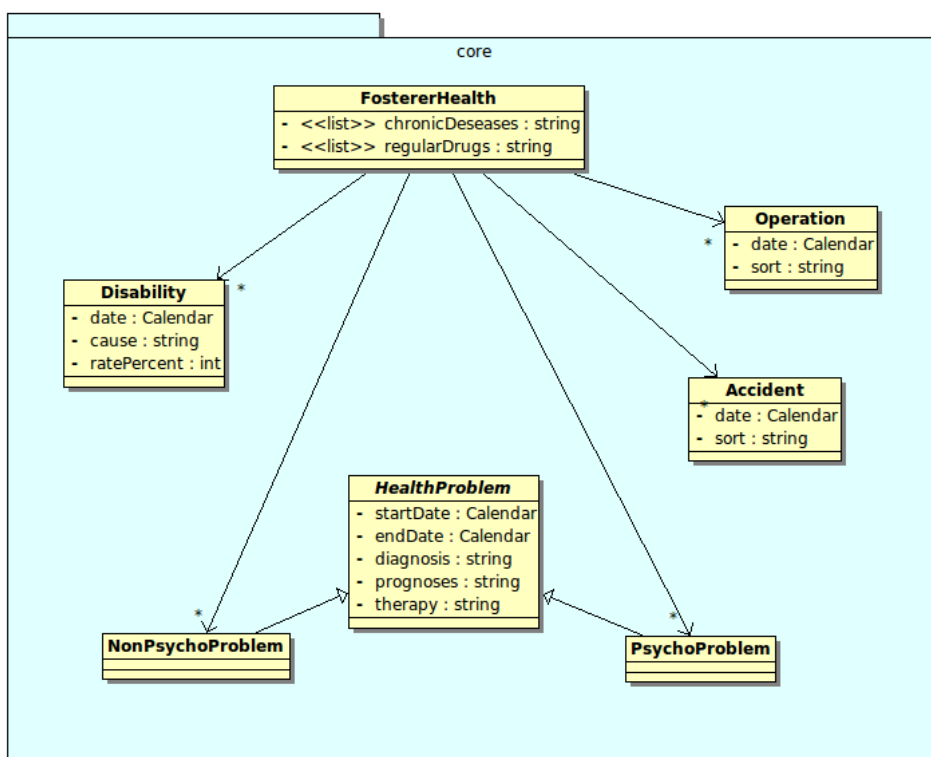 core
FostererHealth
- <<list>> chronicDeseases : string
- <<list>> regularDrugs : string
Operation
- date : Calendar
- sort : string
*
*
Disability
- date : Calendar
- cause : string
- ratePercent : int
Accident
*
- date : Calendar
- sort : string
HealthProblem
- startDate : Calendar
- endDate : Calendar
- diagnosis : string
- prognoses : string
- therapy : string
*
*
NonPsychoProblem
PsychoProblem